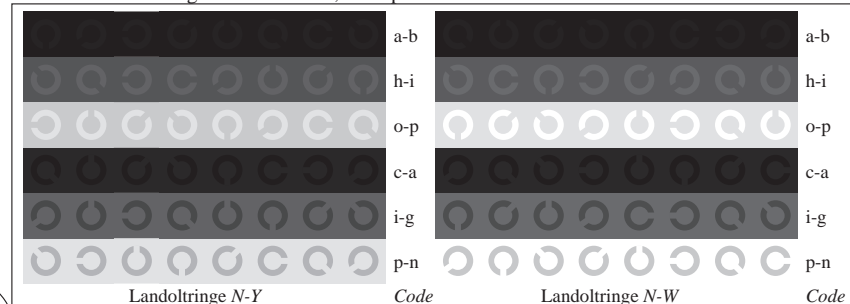 a-b a-b
h-i h-i
o-p o-p
c-a c-a
i-g i-g
p-n p-n
Landoltringe N-Y Code Landoltringe N-W Code